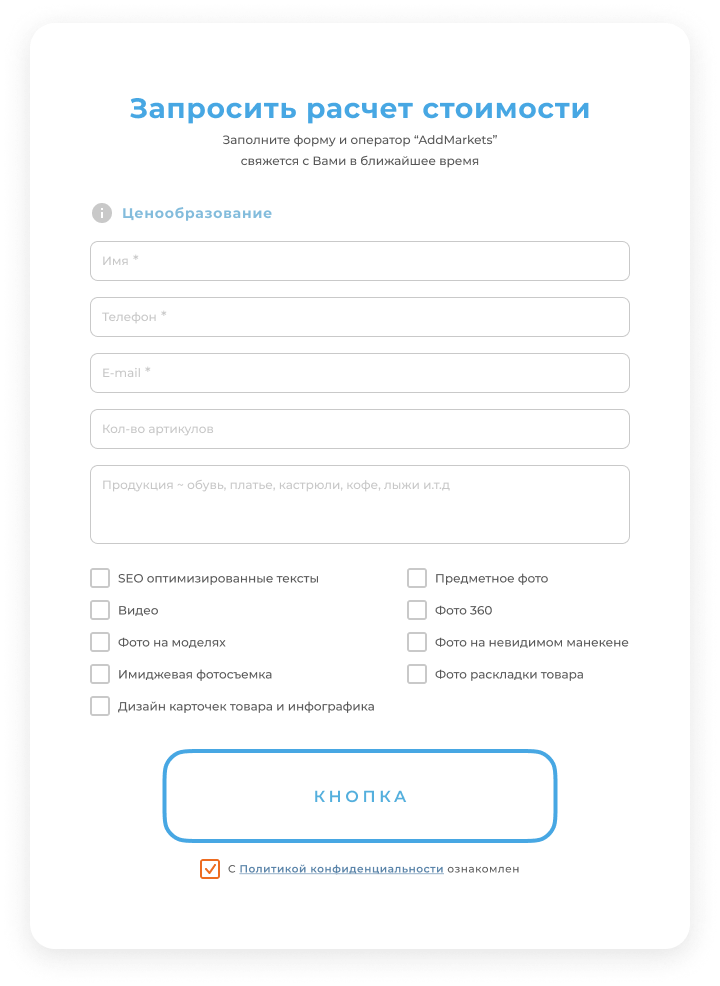 Запросить расчет стоимости
Заполните форму и оператор “AddMarkets”
свяжется с Вами в ближайшее время
Ценообразование
Имя *
Телефон *
E-mail *
Кол-во артикулов
Продукция ~ обувь, платье, кастрюли, кофе, лыжи и.т.д
SEO оптимизированные тексты
Предметное фото
Видео
Фото 360
Фото на моделях
Фото на невидимом манекене
Имиджевая фотосъемка
Фото раскладки товара
Дизайн карточек товара и инфографика
КНОПКА
С Политикой конфиденциальности ознакомлен